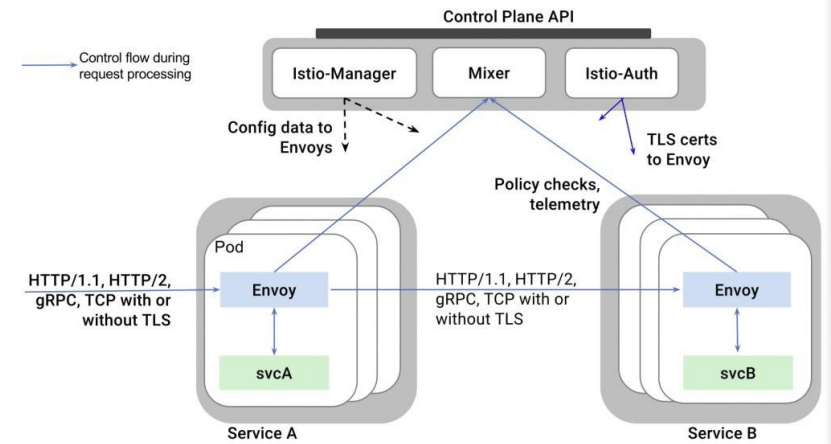 Control Plane API
Control flow during
request processing
Istio-Manager
Mixer
Istio-Auth
Config data to
Envoys
TLS certs
to Envoy
Policy checks,
telemetry
Pod
HTTP/1.1, HTTP/2,
gRPC, TCP with or
without TLS
Envoy
HTTP/1.1, HTTP/2,
gRPC, TCP with or
without TLS
Envoy
svcA
svcB
Service A
Service B